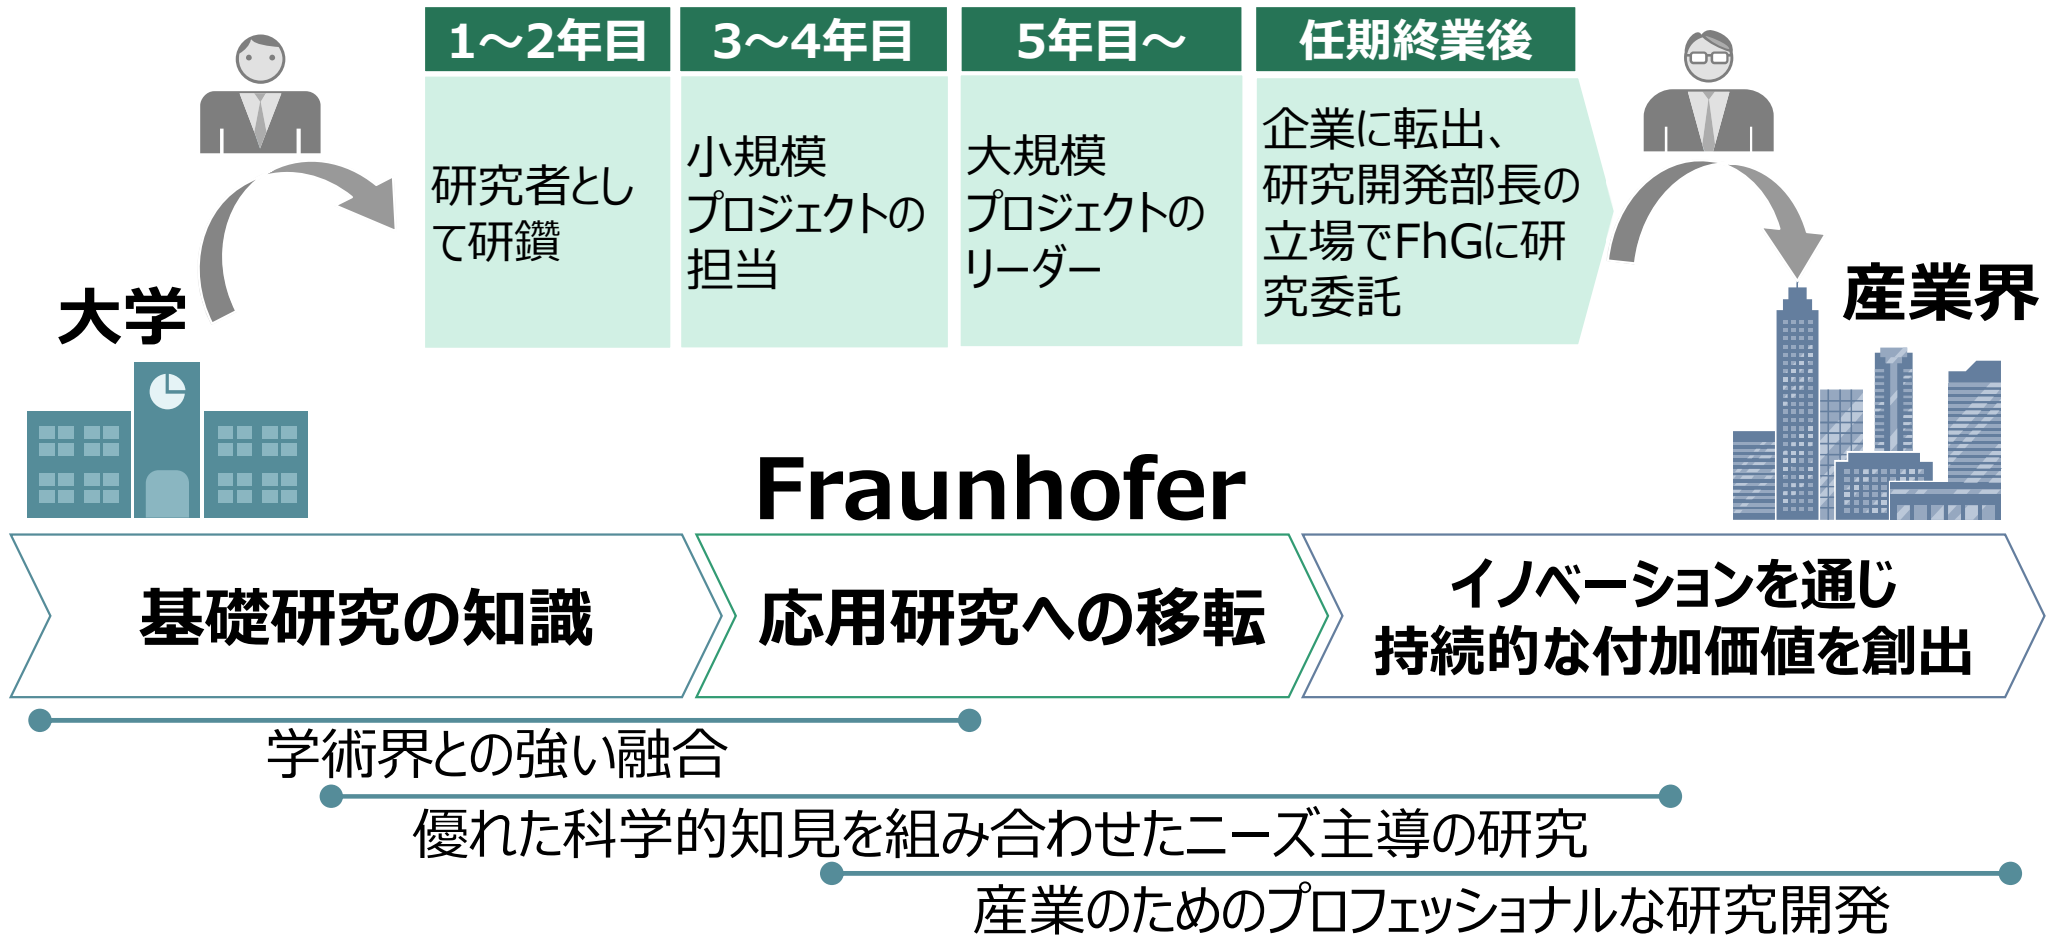 1～2年目
3～4年目
5年目～
任期終業後
研究者とし
て研鑽
小規模
プロジェクトの
担当
大規模
プロジェクトの
リーダー
企業に転出、
研究開発部長の
立場でFhGに研
究委託
大学
産業界
Fraunhofer
基礎研究の知識
応用研究への移転
イノベーションを通じ
持続的な付加価値を創出
学術界との強い融合
優れた科学的知見を組み合わせたニーズ主導の研究
産業のためのプロフェッショナルな研究開発